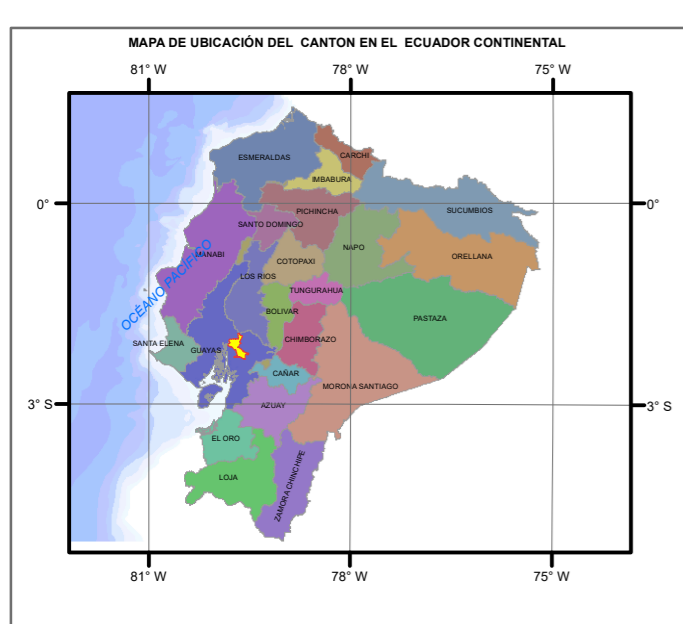 MAPA DE UBICACIÓN DEL CANTON EN EL ECUADOR CONTINENTAL
81° W
78° W
75° W
ESMERALDAS
CARCHI
IMBABURA
0°
PICHINCHA
SUCUMBIOS
0°
SANTO DOMINGO
NAPO
MANABI
ORELLANA
COTOPAXI
LOS RIOS
OCÉANO PACÍFICO
TUNGURAHUA
BOLIVAR
PASTAZA
CHIMBORAZO
SANTA ELENA
GUAYAS
CAÑAR
MORONA SANTIAGO
3° S
AZUAY
3° S
EL ORO
LOJA
ZAMORA CHINCHIPE
81° W
78° W
75° W